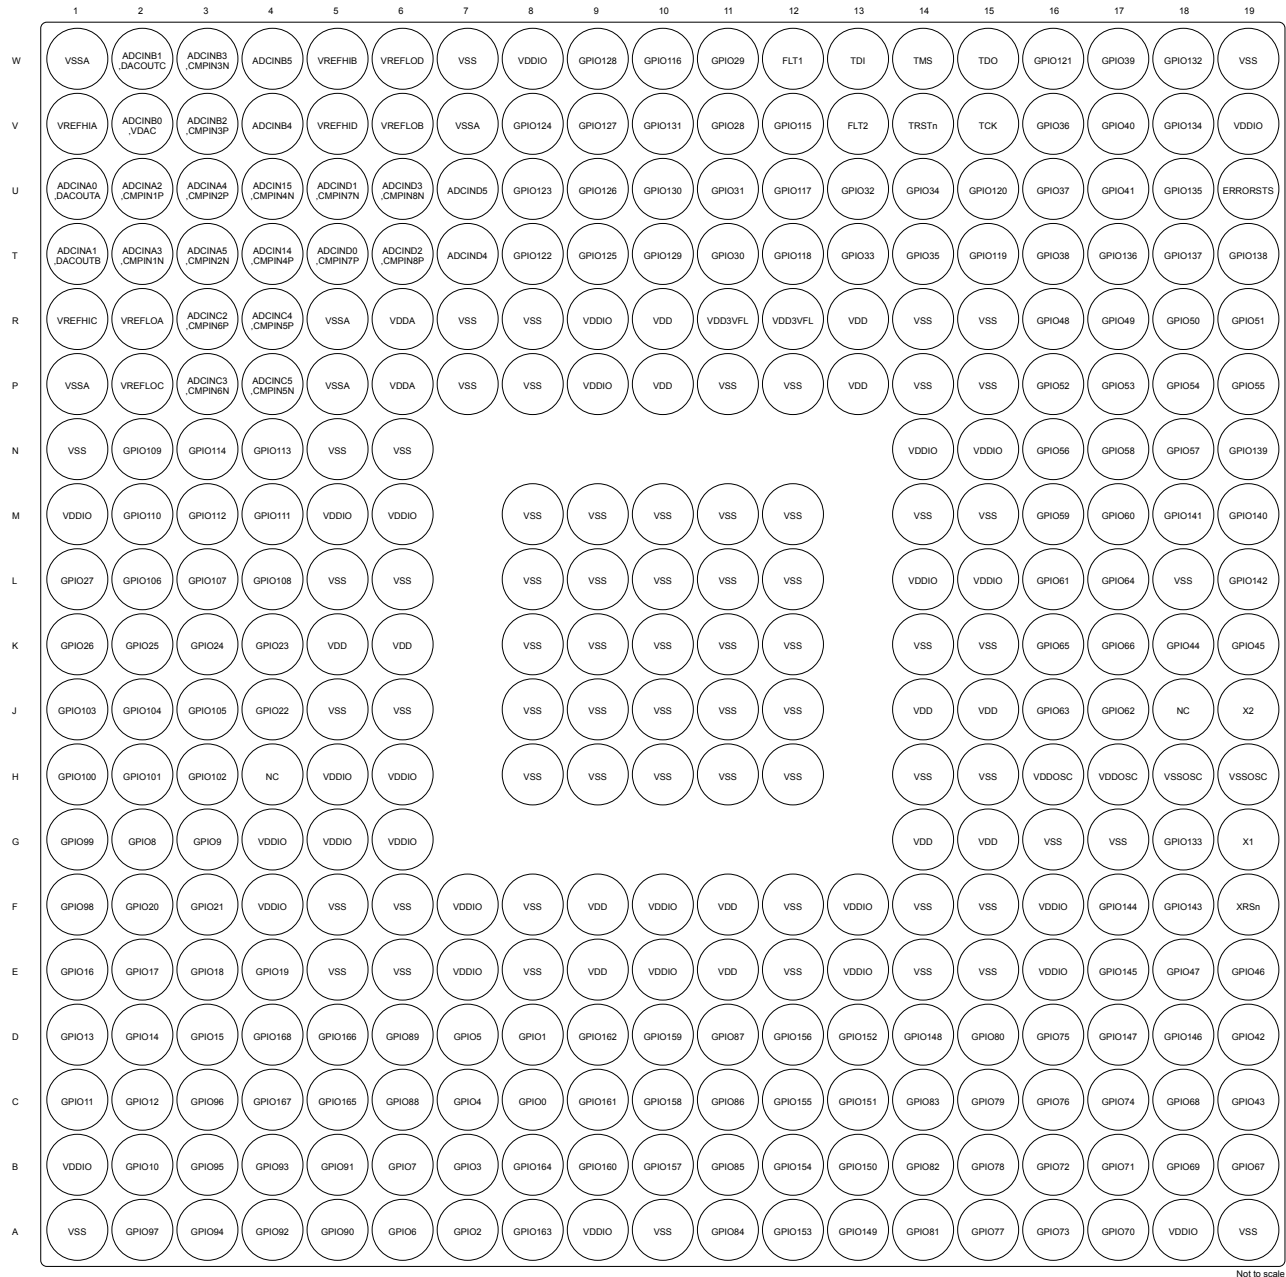 1 2 3 4 5 6 7 8 9 10 11 12 13 14 15 16 17 18 19
W VSSA ADCINB1 ,DACOUTC ADCINB3 ,CMPIN3N ADCINB5 VREFHIB VREFLOD VSS VDDIO GPIO128 GPIO116 GPIO29 FLT1 TDI TMS TDO GPIO121 GPIO39 GPIO132 VSS
V VREFHIA ADCINB0 ,VDAC ADCINB2 ,CMPIN3P ADCINB4 VREFHID VREFLOB VSSA GPIO124 GPIO127 GPIO131 GPIO28 GPIO115 FLT2 TRSTn TCK GPIO36 GPIO40 GPIO134 VDDIO
U ADCINA0 ,DACOUTA ADCINA2 ,CMPIN1P ADCINA4 ,CMPIN2P ADCIN15 ,CMPIN4N ADCIND1 ,CMPIN7N ADCIND3 ,CMPIN8N ADCIND5 GPIO123 GPIO126 GPIO130 GPIO31 GPIO117 GPIO32 GPIO34 GPIO120 GPIO37 GPIO41 GPIO135 ERRORSTS
T ADCINA1 ,DACOUTB ADCINA3 ,CMPIN1N ADCINA5 ,CMPIN2N ADCIN14 ,CMPIN4P ADCIND0 ,CMPIN7P ADCIND2 ,CMPIN8P ADCIND4 GPIO122 GPIO125 GPIO129 GPIO30 GPIO118 GPIO33 GPIO35 GPIO119 GPIO38 GPIO136 GPIO137 GPIO138
R VREFHIC VREFLOA ADCINC2 ,CMPIN6P ADCINC4 ,CMPIN5P VSSA VDDA VSS VSS VDDIO VDD VDD3VFL VDD3VFL VDD VSS VSS GPIO48 GPIO49 GPIO50 GPIO51
P VSSA VREFLOC ADCINC3 ,CMPIN6N ADCINC5 ,CMPIN5N VSSA VDDA VSS VSS VDDIO VDD VSS VSS VDD VSS VSS GPIO52 GPIO53 GPIO54 GPIO55
N VSS GPIO109 GPIO114 GPIO113 VSS VSS VDDIO VDDIO GPIO56 GPIO58 GPIO57 GPIO139
M VDDIO GPIO110 GPIO112 GPIO111 VDDIO VDDIO VSS VSS VSS VSS VSS VSS VSS GPIO59 GPIO60 GPIO141 GPIO140
L GPIO27 GPIO106 GPIO107 GPIO108 VSS VSS VSS VSS VSS VSS VSS VDDIO VDDIO GPIO61 GPIO64 VSS GPIO142
K GPIO26 GPIO25 GPIO24 GPIO23 VDD VDD VSS VSS VSS VSS VSS VSS VSS GPIO65 GPIO66 GPIO44 GPIO45
J GPIO103 GPIO104 GPIO105 GPIO22 VSS VSS VSS VSS VSS VSS VSS VDD VDD GPIO63 GPIO62 NC X2
H GPIO100 GPIO101 GPIO102 NC VDDIO VDDIO VSS VSS VSS VSS VSS VSS VSS VDDOSC VDDOSC VSSOSC VSSOSC
G GPIO99 GPIO8 GPIO9 VDDIO VDDIO VDDIO VDD VDD VSS VSS GPIO133 X1
F GPIO98 GPIO20 GPIO21 VDDIO VSS VSS VDDIO VSS VDD VDDIO VDD VSS VDDIO VSS VSS VDDIO GPIO144 GPIO143 XRSn
E GPIO16 GPIO17 GPIO18 GPIO19 VSS VSS VDDIO VSS VDD VDDIO VDD VSS VDDIO VSS VSS VDDIO GPIO145 GPIO47 GPIO46
D GPIO13 GPIO14 GPIO15 GPIO168 GPIO166 GPIO89 GPIO5 GPIO1 GPIO162 GPIO159 GPIO87 GPIO156 GPIO152 GPIO148 GPIO80 GPIO75 GPIO147 GPIO146 GPIO42
C GPIO11 GPIO12 GPIO96 GPIO167 GPIO165 GPIO88 GPIO4 GPIO0 GPIO161 GPIO158 GPIO86 GPIO155 GPIO151 GPIO83 GPIO79 GPIO76 GPIO74 GPIO68 GPIO43
B VDDIO GPIO10 GPIO95 GPIO93 GPIO91 GPIO7 GPIO3 GPIO164 GPIO160 GPIO157 GPIO85 GPIO154 GPIO150 GPIO82 GPIO78 GPIO72 GPIO71 GPIO69 GPIO67
A VSS GPIO97 GPIO94 GPIO92 GPIO90 GPIO6 GPIO2 GPIO163 VDDIO VSS GPIO84 GPIO153 GPIO149 GPIO81 GPIO77 GPIO73 GPIO70 VDDIO VSS
Not to scale